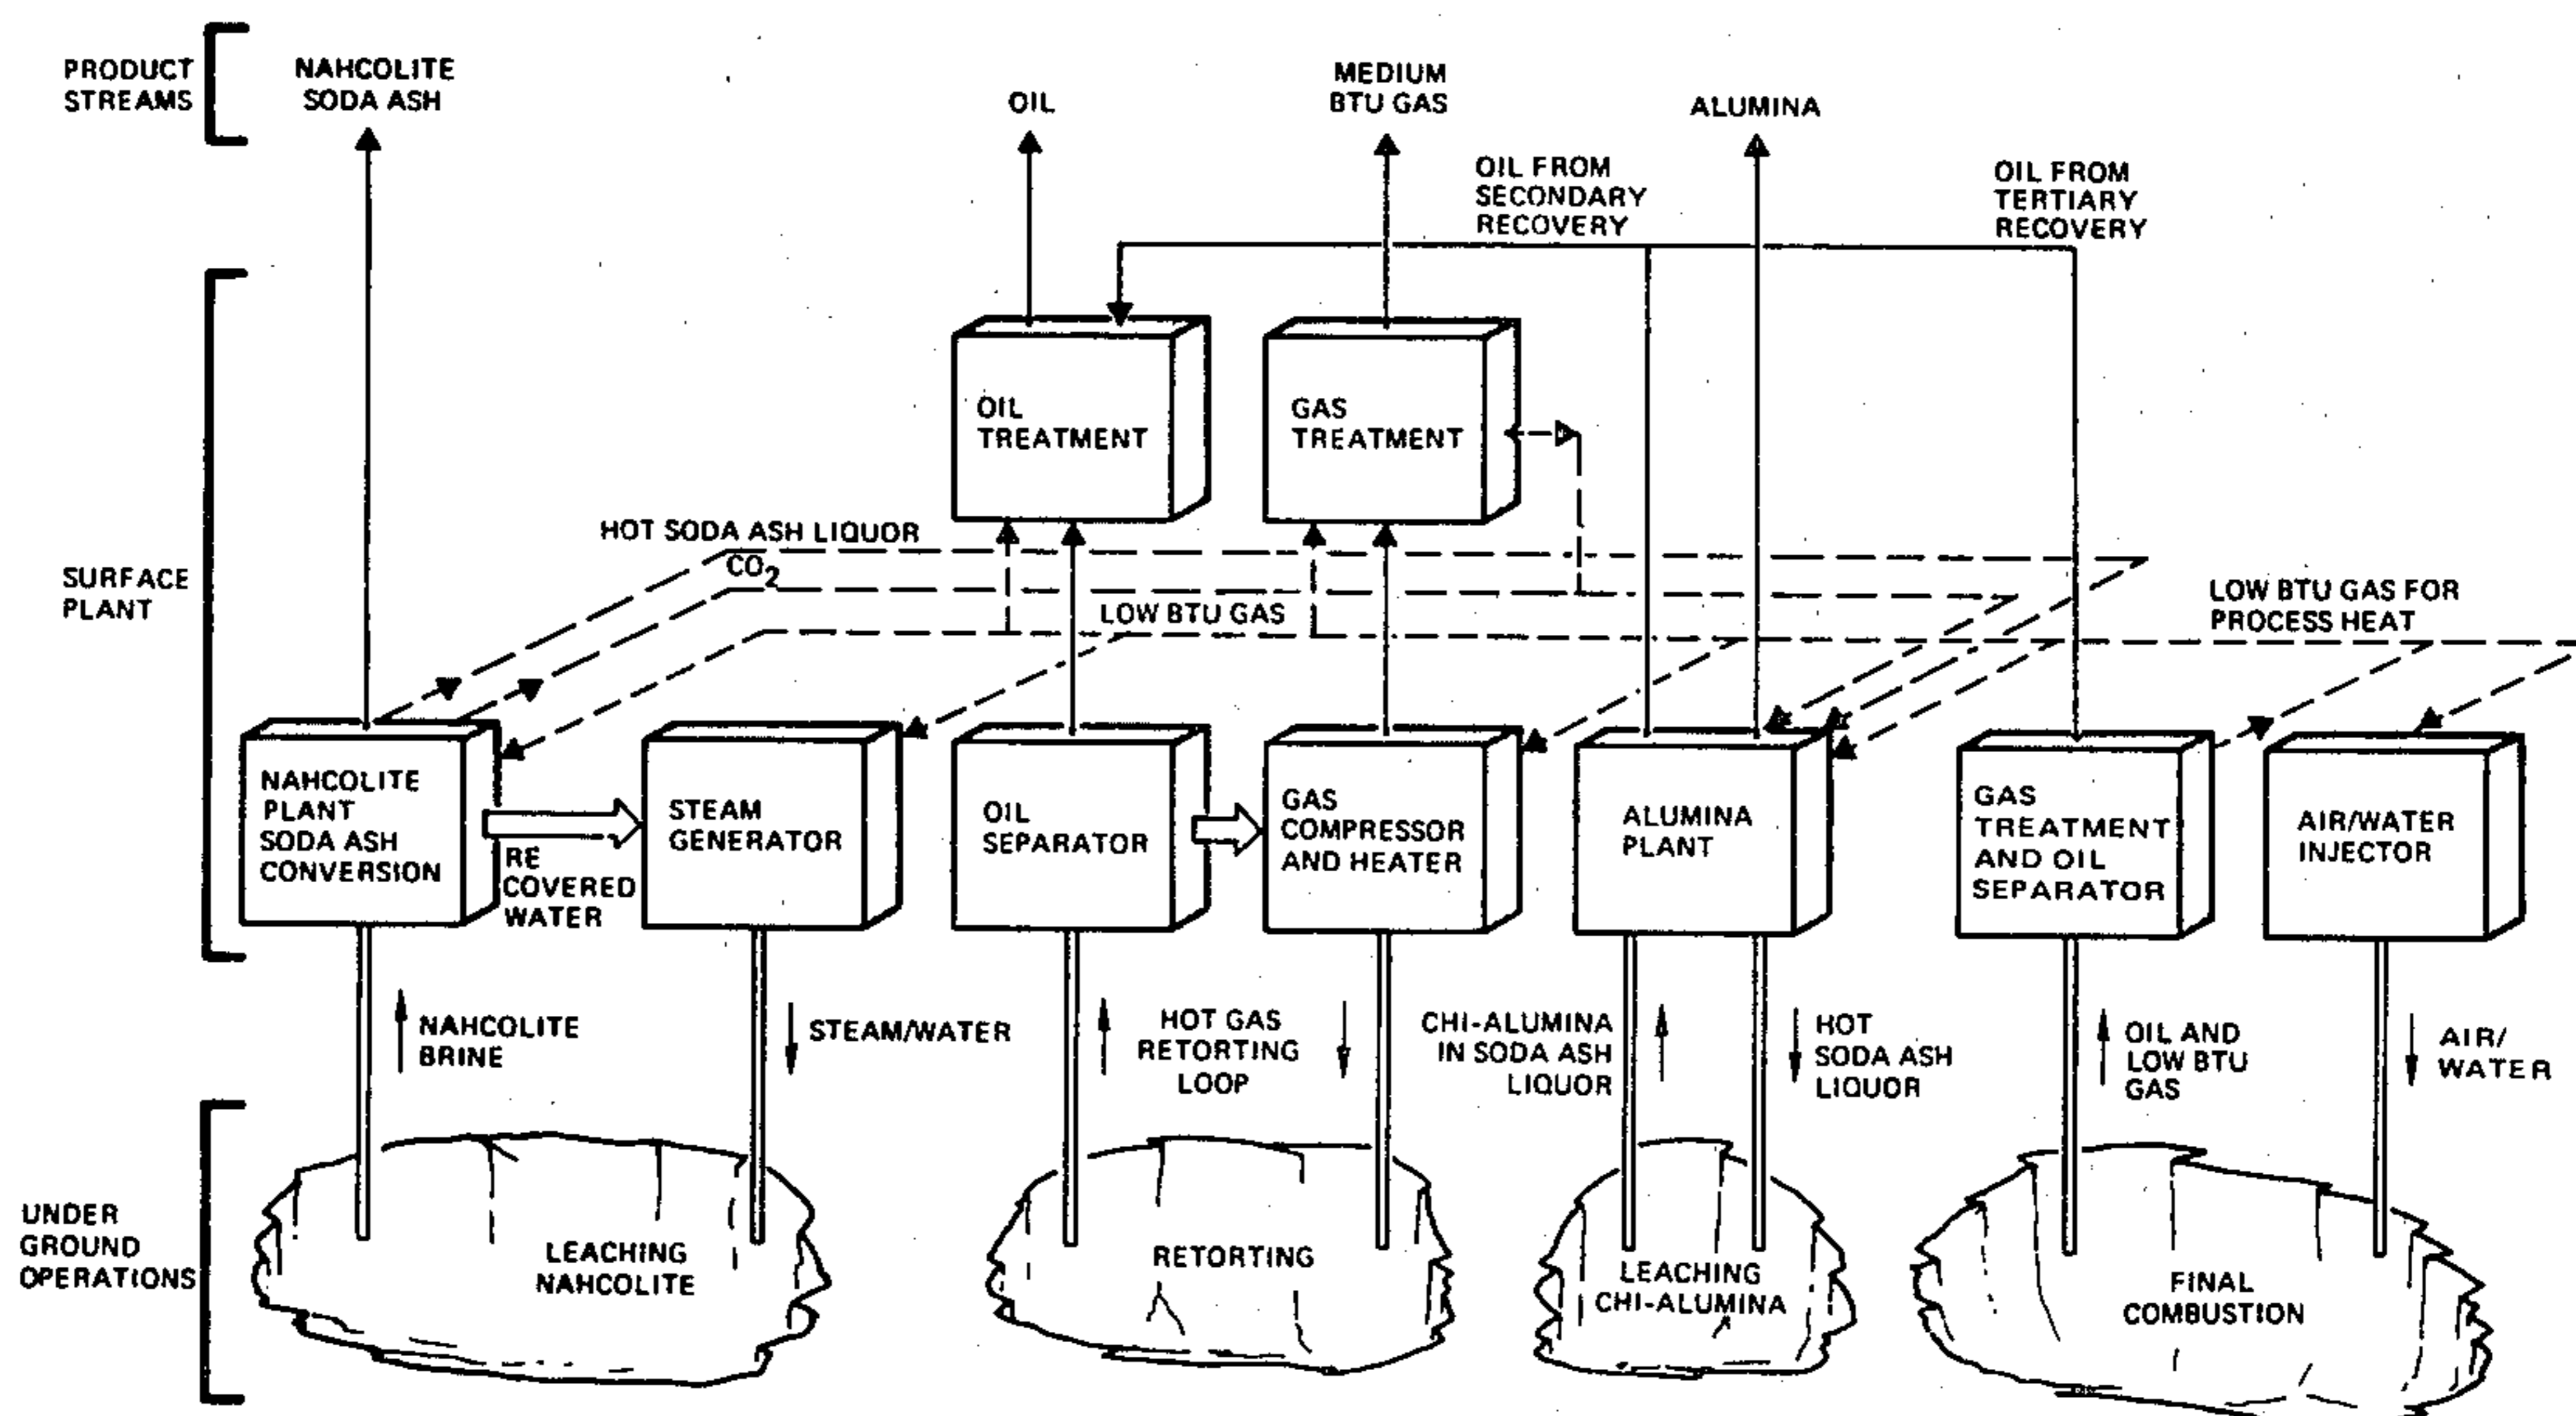 PRODUCT
STREAMS
NAHCOLITE
SODA ASH
OIL
MEDIUM
BTU GAS
ALUMINA
OIL FROM
SECONDARY
RECOVERY
OIL FROM
TERTIARY
RECOVERY
SURFACE
PLANT
OIL
TREATMENT
GAS
TREATMENT
HOT SODA ASH LIQUOR
CO2
LOW BTU GAS
LOW BTU GAS FOR
PROCESS HEAT
NAHCOLITE
PLANT
SODA ASH
CONVERSION
RE
COVERED
WATER
STEAM
GENERATOR
OIL
SEPARATOR
GAS
COMPRESSOR
AND HEATER
ALUMINA
PLANT
GAS
TREATMENT
AND OIL
SEPARATOR
AIR/WATER
INJECTOR
NAHCOLITE
BRINE
STEAM/WATER
HOT GAS
RETORTING
LOOP
CHI-ALUMINA
IN SODA ASH
LIQUOR
HOT
SODA ASH
LIQUOR
OIL AND
LOW BTU
GAS
AIR/
WATER
UNDER
GROUND
OPERATIONS
LEACHING
NAHCOLITE
RETORTING
LEACHING
CHI-ALUMINA
FINAL
COMBUSTION